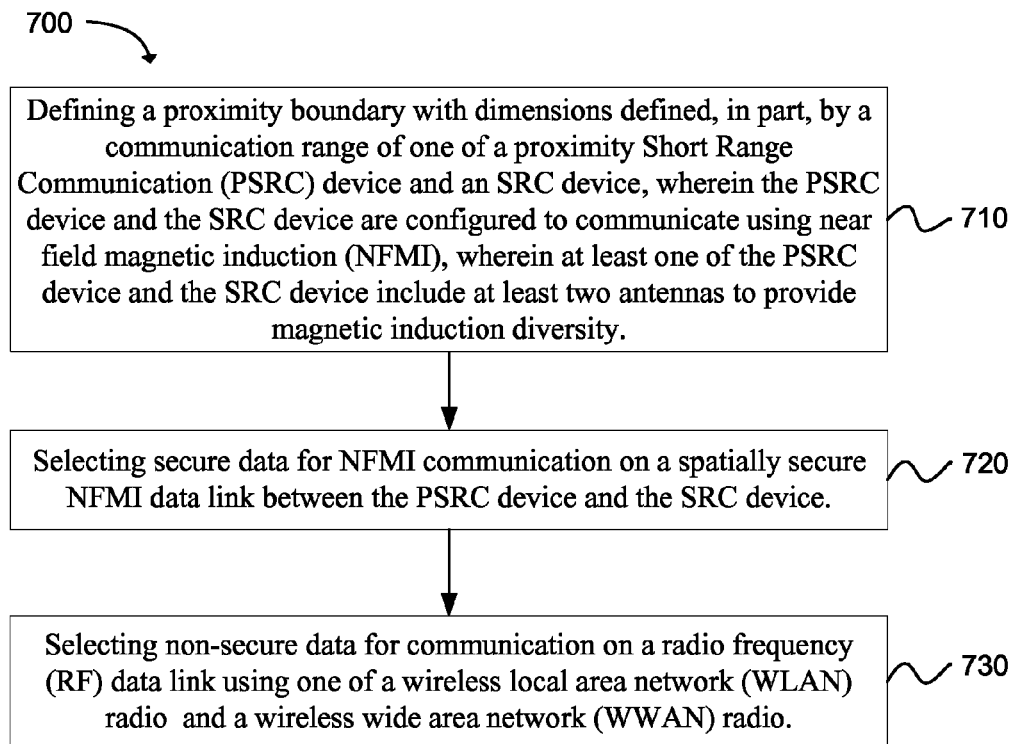 700
Defining a proximity boundary with dimensions defined, in part, by a
communication range of one of a proximity Short Range
Communication (PSRC) device and an SRC device, wherein the PSRC
device and the SRC device are configured to communicate using near
field magnetic induction (NFMI), wherein at least one of the PSRC
device and the SRC device include at least two antennas to provide
magnetic induction diversity.
710
Selecting secure data for NFMI communication on a spatially secure
NFMI data link between the PSRC device and the SRC device.
720
Selecting non-secure data for communication on a radio frequency
(RF) data link using one of a wireless local area network (WLAN)
radio and a wireless wide area network (WWAN) radio.
730